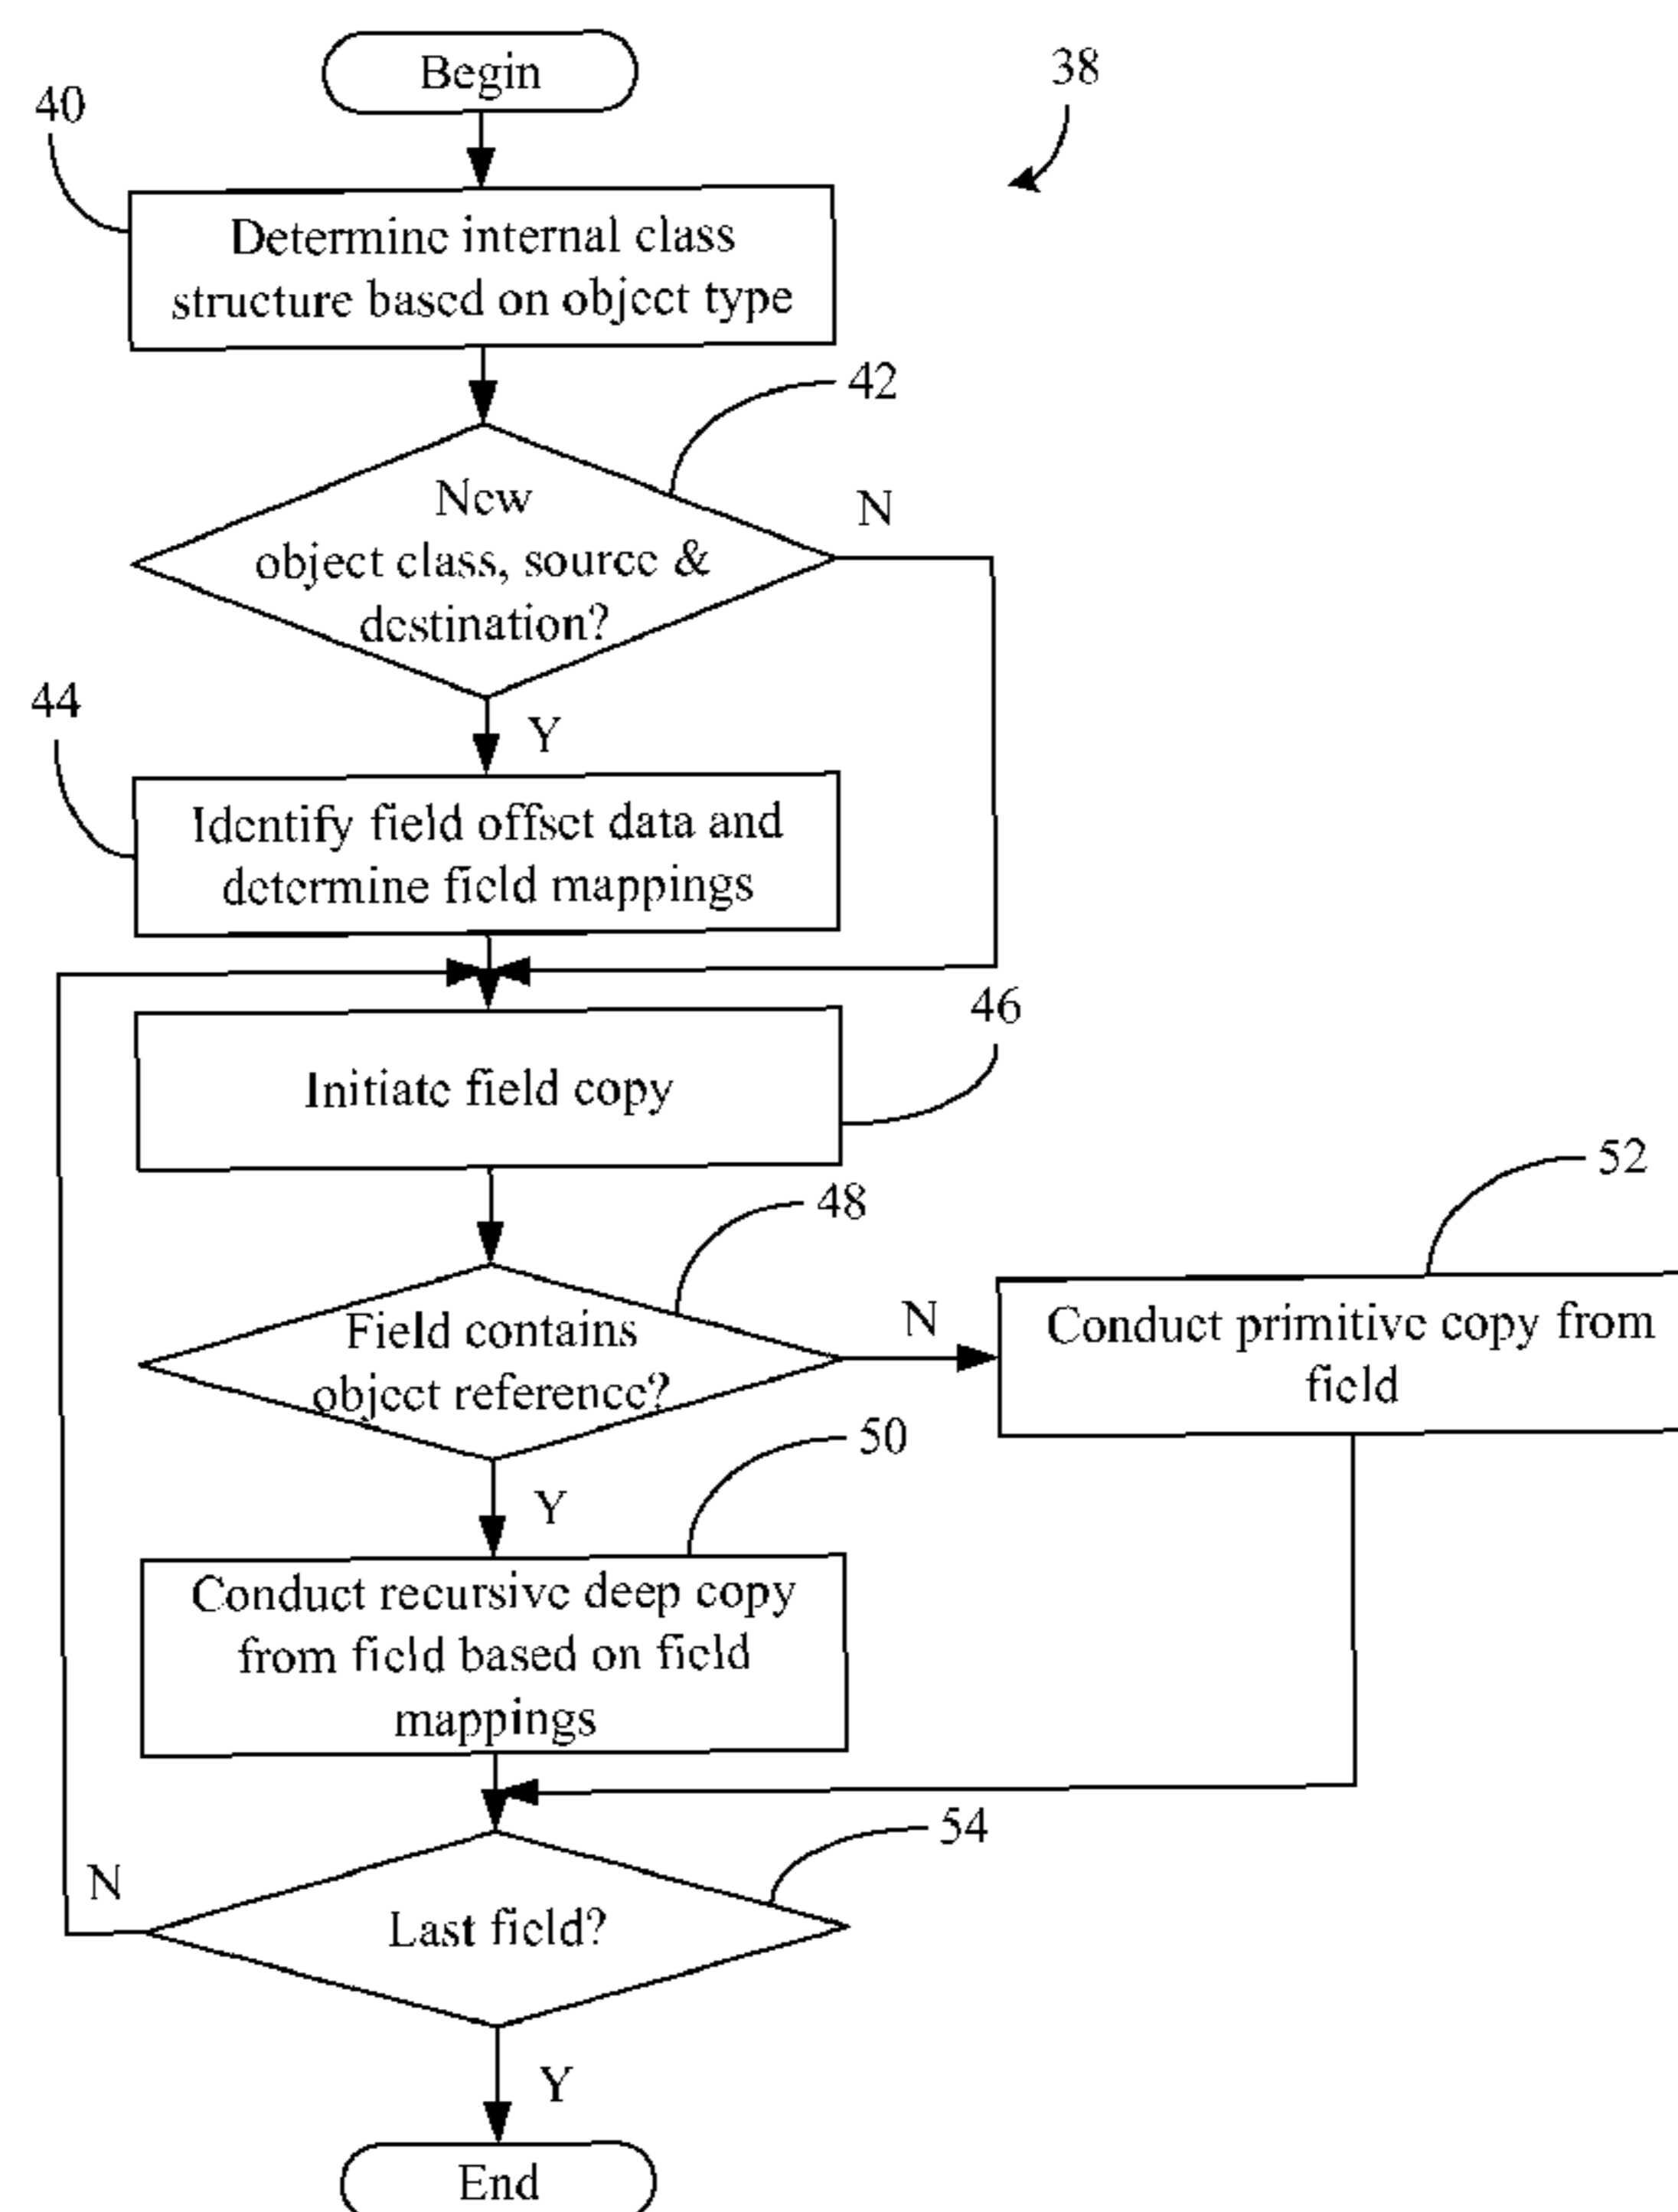 Begin
38
40
Determine internal class
structure based on object type
42
New
object class, source &
destination?
N
44
Y
Identify field offset data and
determine field mappings
46
Initiate field copy
52
48
Field contains
object reference?
N
Conduct primitive copy from
field
50
Y
Conduct recursive deep copy
from field based on field
mappings
54
N
Last field?
Y
End